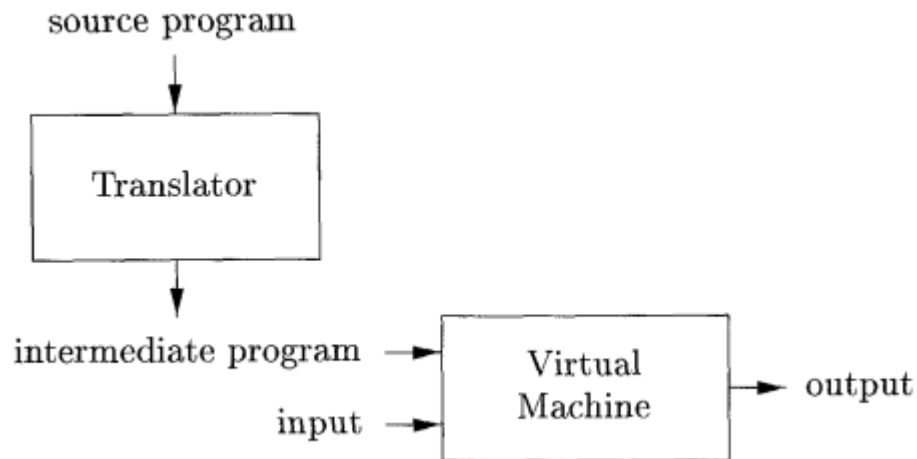 source program
Translator
intermediate program
input
Virtual
Machine
output